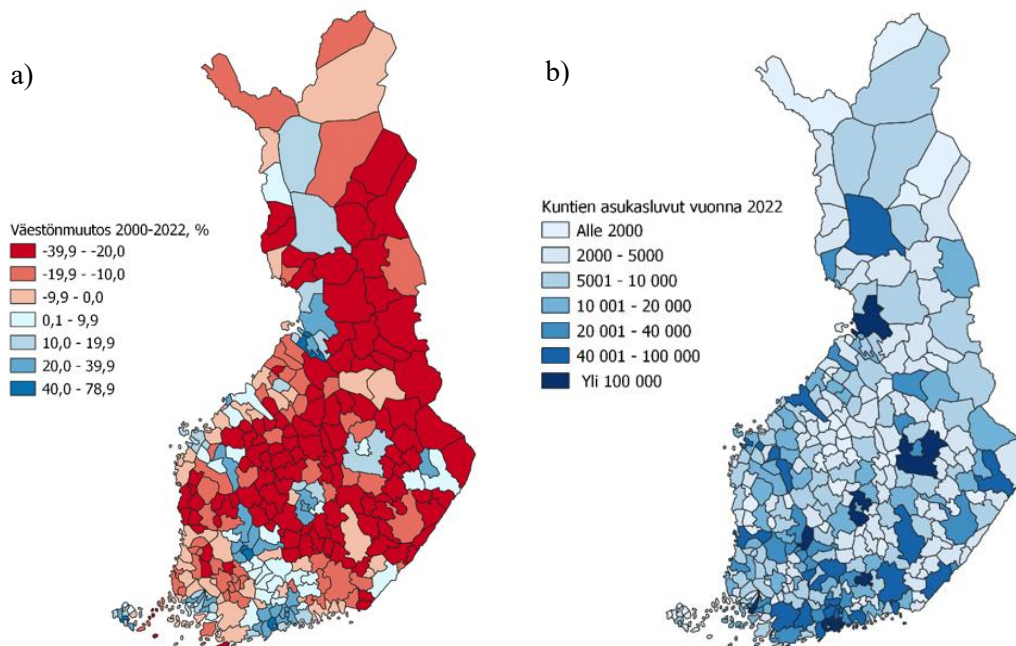 a)
Väestönmuutos 2000-2022, %
-39,9 - -20,0
-19,9 - -10,0
-9,9 - 0,0
0,1 - 9,9
10,0 - 19,9
20,0 - 39,9
40,0 - 78,9
b)
Kuntien asukasluvut vuonna 2022
Alle 2000
2000 - 5000
5001 - 10 000
10 001 - 20 000
20 001 - 40 000
40 001 - 100 000
Yli 100 000